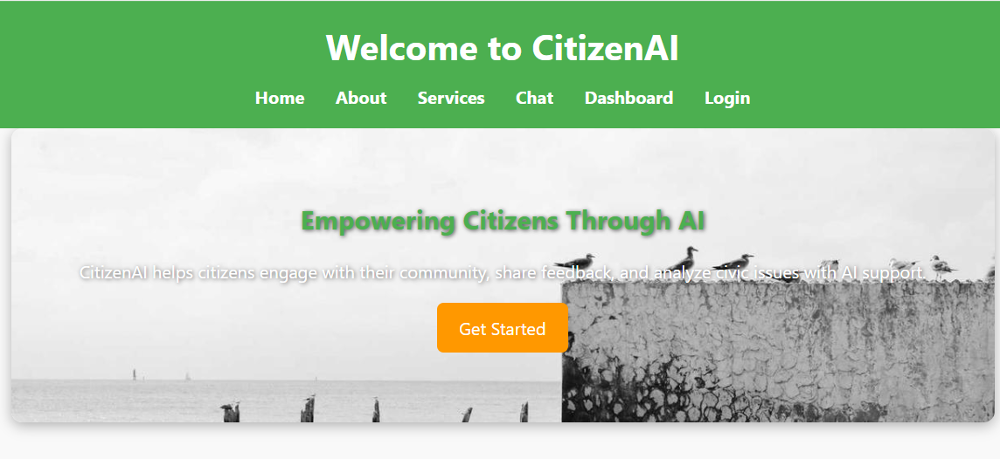 Welcome to CitizenAI
Home About Services Chat Dashboard Login
Empowering Citizens Through AI
CitizenAI helps citizens engage with their community, share feedback, and analyze civic issues with AI support.
Get Started